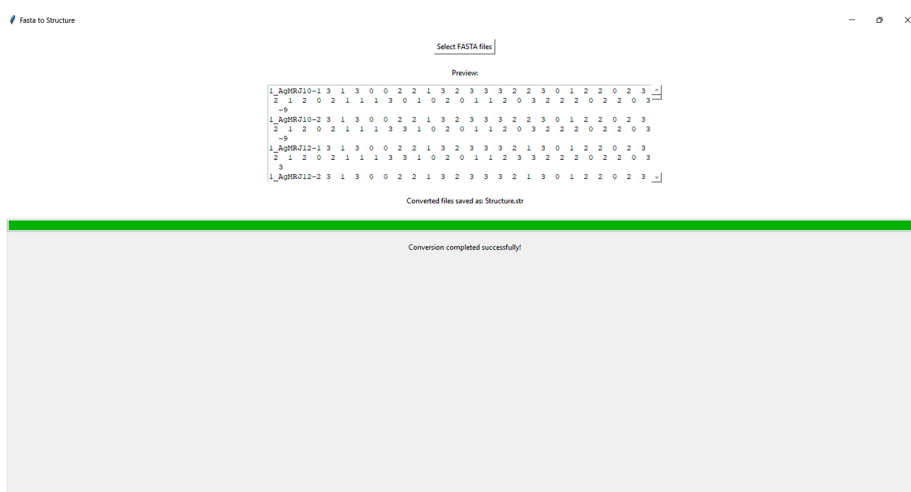 Fasta to Structure
Select FASTA files
Preview:
1_AgMRJ10-1 3 1 3 0 0 2 2 1 3 2 3 3 3 2 2 3 0 1 2 2 0 2 3
2 1 2 0 2 1 1 1 3 0 1 0 2 0 1 1 2 0 3 2 2 2 0 2 2 0 3
-9
1_AgMRJ10-2 3 1 3 0 0 2 2 1 3 2 3 3 3 2 2 3 0 1 2 2 0 2 3
2 1 2 0 2 1 1 1 3 3 1 0 2 0 1 1 2 0 3 2 2 2 0 2 2 0 3
-9
1_AgMRJ12-1 3 1 3 0 0 2 2 1 3 2 3 3 3 2 1 3 0 1 2 2 0 2 3
2 1 2 0 2 1 1 1 3 3 1 0 2 0 1 1 2 3 3 2 2 2 0 2 2 0 3
3
1_AgMRJ12-2 3 1 3 0 0 2 2 1 3 2 3 3 3 2 1 3 0 1 2 2 0 2 3
Converted files saved as: Structure.str
Conversion completed successfully!